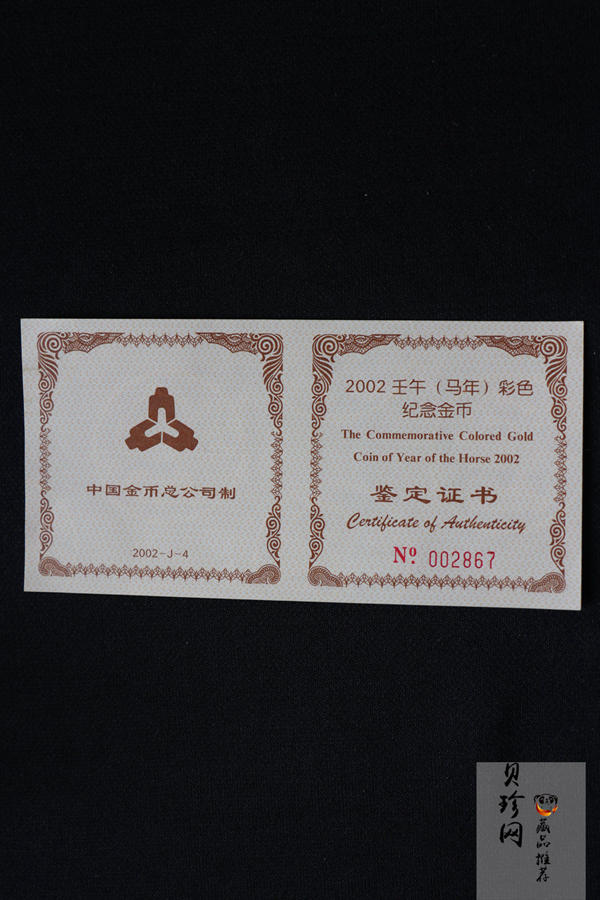 中国金币总公司制
2002-J-4
2002 壬午（马年）彩色
纪念金币
The Commemorative Colored Gold
Coin of Year of the Horse 2002
鉴定证书
Certificate of Authenticity
Nº 002867
贝珍网
藏品推荐